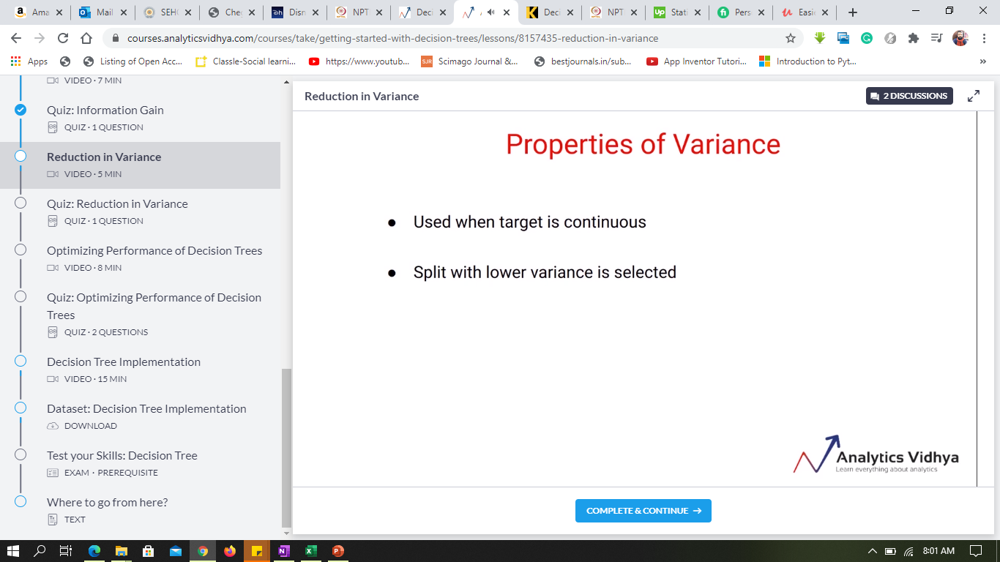 Ama
Mail
SEHO
Che
Disn
NPT
Deci
Deci
NPT
Stati
Pers
Easi
courses.analyticsvidhya.com/courses/take/getting-started-with-decision-trees/lessons/8157435-reduction-in-variance
Apps
Listing of Open Acc...
Classle-Social learni...
https://www.youtub...
SJR Scimago Journal &...
bestjournals.in/sub...
App Inventor Tutori...
Introduction to Pyt...
»
VIDEO · 7 MIN
Quiz: Information Gain
QUIZ · 1 QUESTION
Reduction in Variance
VIDEO · 5 MIN
Quiz: Reduction in Variance
QUIZ · 1 QUESTION
Optimizing Performance of Decision Trees
VIDEO · 8 MIN
Quiz: Optimizing Performance of Decision
Trees
QUIZ · 2 QUESTIONS
Decision Tree Implementation
VIDEO · 15 MIN
Dataset: Decision Tree Implementation
DOWNLOAD
Test your Skills: Decision Tree
EXAM · PREREQUISITE
Where to go from here?
TEXT
Reduction in Variance
2 DISCUSSIONS
Properties of Variance
● Used when target is continuous
● Split with lower variance is selected
Analytics Vidhya
Learn everything about analytics
COMPLETE & CONTINUE →
8:01 AM